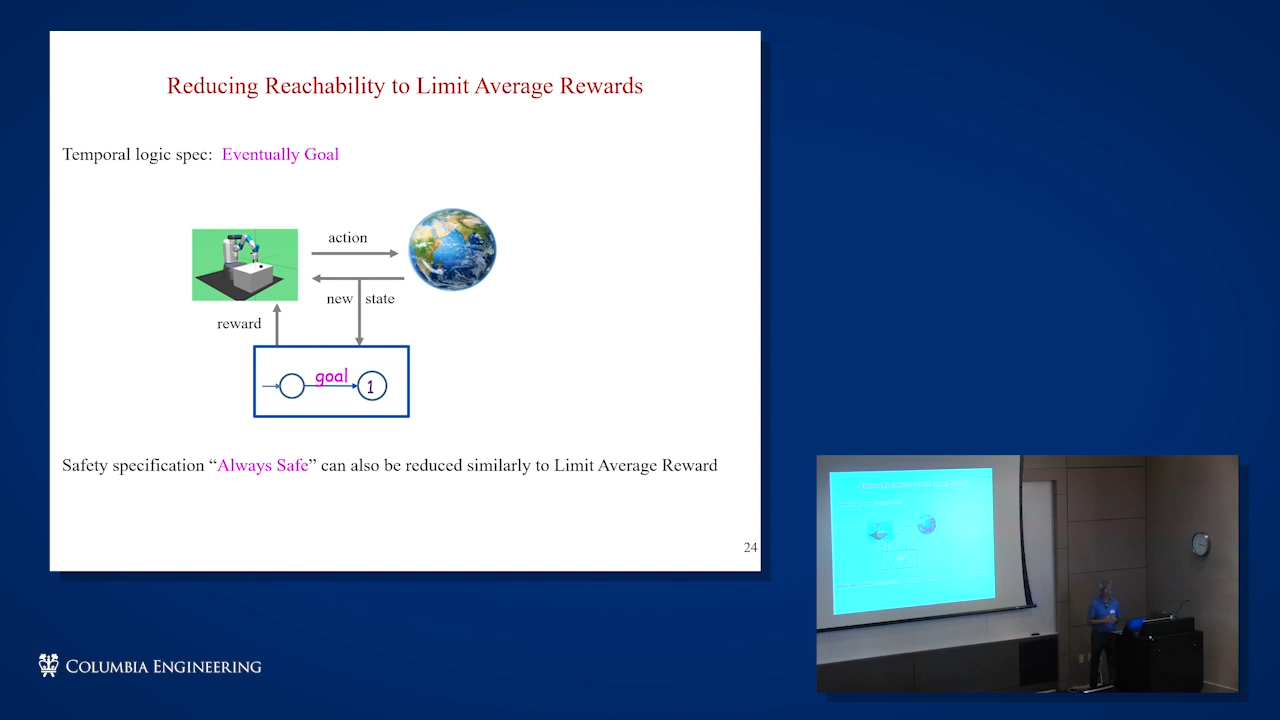 Reducing Reachability to Limit Average Rewards
Temporal logic spec: Eventually Goal
action
new state
reward
goal
1
Safety specification “Always Safe” can also be reduced similarly to Limit Average Reward
24
COLUMBIA ENGINEERING